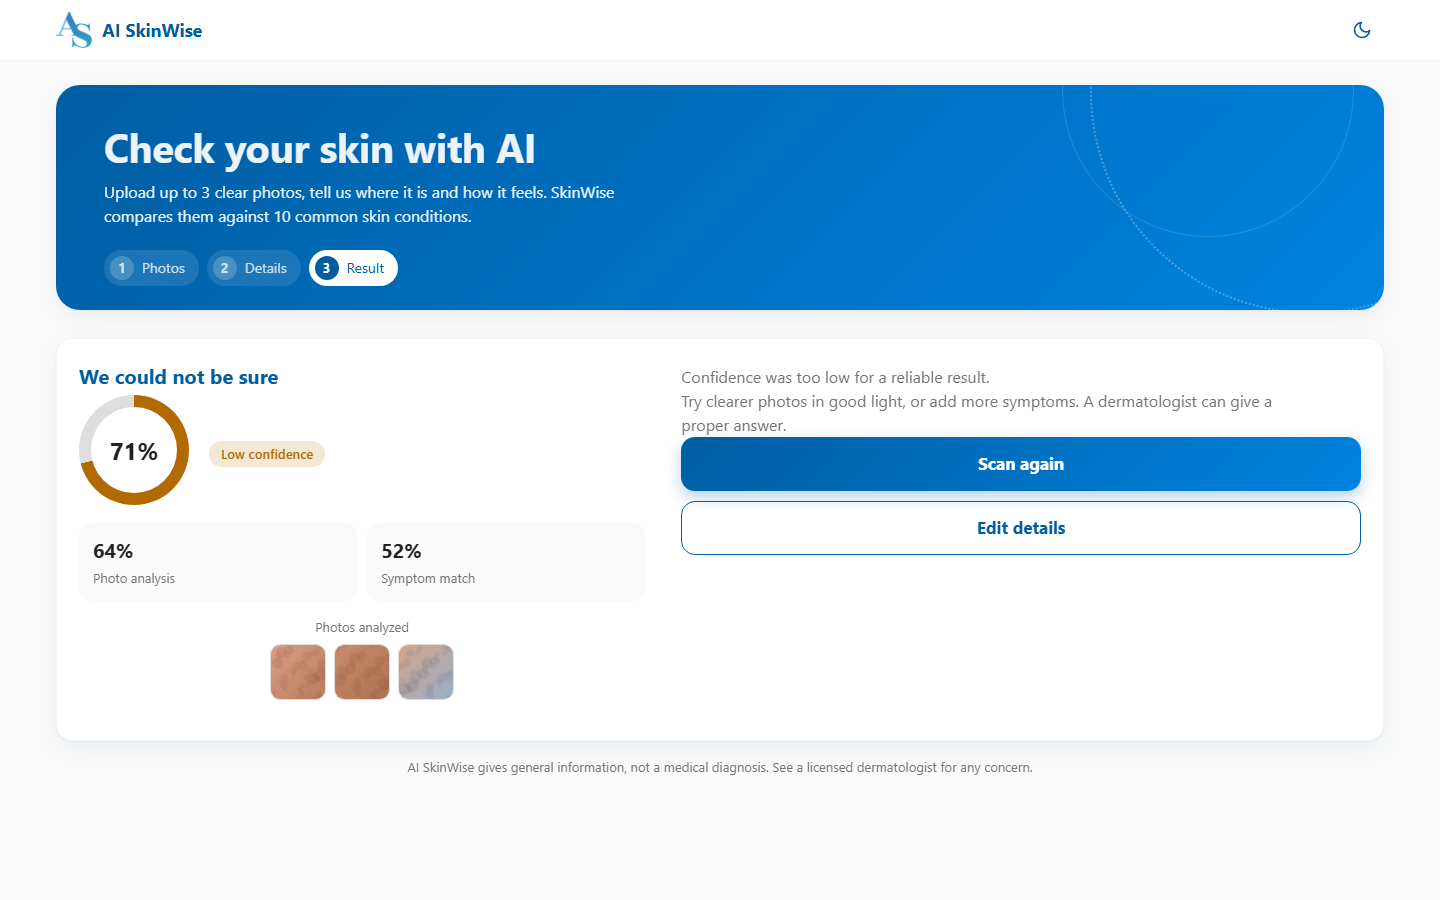 AS
AI SkinWise
Check your skin with AI
Upload up to 3 clear photos, tell us where it is and how it feels. SkinWise
compares them against 10 common skin conditions.
1 Photos
2 Details
3 Result
We could not be sure
71%
Low confidence
64%
Photo analysis
52%
Symptom match
Photos analyzed
Confidence was too low for a reliable result.
Try clearer photos in good light, or add more symptoms. A dermatologist can give a
proper answer.
Scan again
Edit details
AI SkinWise gives general information, not a medical diagnosis. See a licensed dermatologist for any concern.